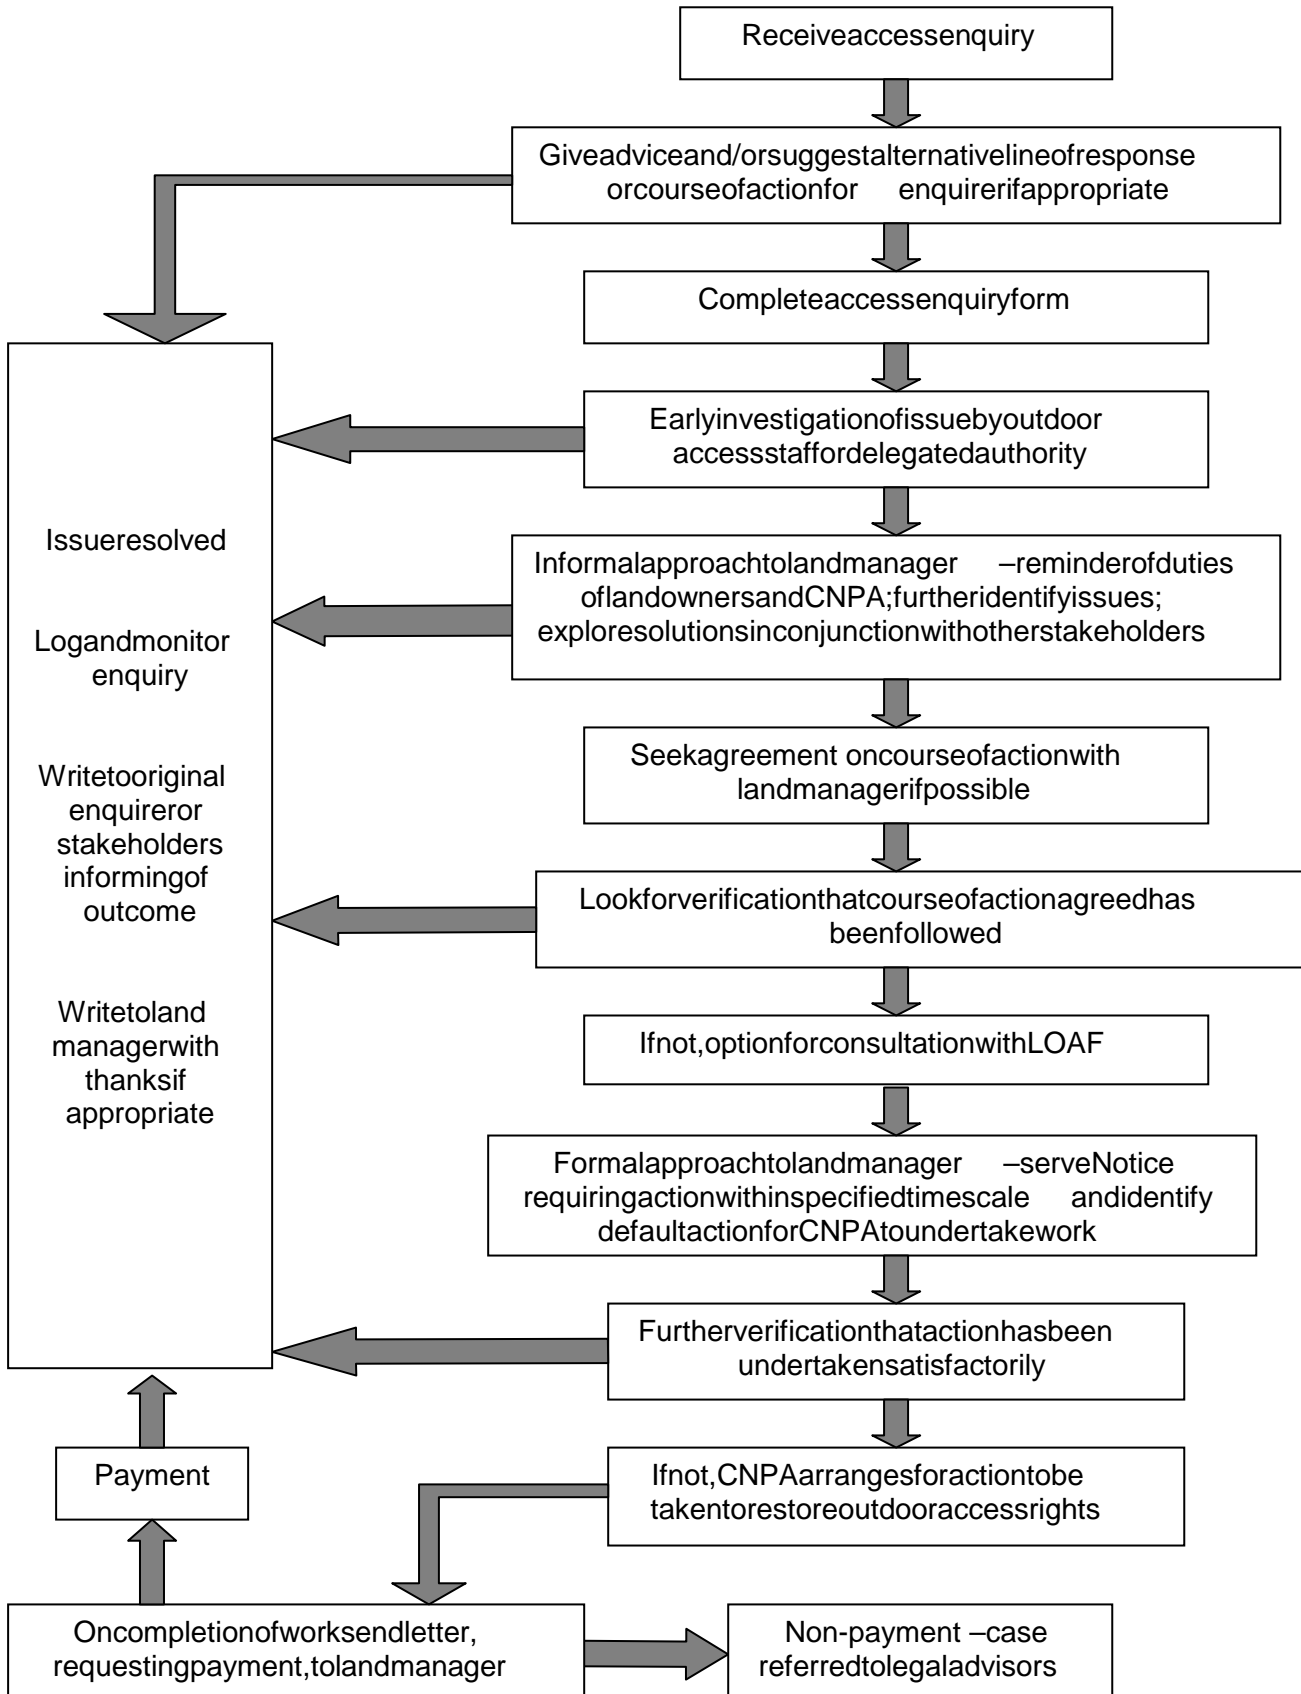 Receiveaccessenquiry
Giveadviceand/orsuggestalternativelineofresponse
orcourseofactionfor enquirerifappropriate
Completeaccessenquiryform
Earlyinvestigationofissuebyoutdoor
accessstaffordelegatedauthority
Informalapproachtolandmanager –reminderofduties
oflandownersandCNPA;furtheridentifyissues;
exploresolutionsinconjunctionwithotherstakeholders
Seekagreement oncourseofactionwith
landmanagerifpossible
Lookforverificationthatcourseofactionagreedhas
beenfollowed
Ifnot,optionforconsultationwithLOAF
Formalapproachtolandmanager –serveNotice
requiringactionwithinspecifiedtimescale andidentify
defaultactionforCNPAtoundertakework
Furtherverificationthatactionhasbeen
undertakensatisfactorily
Ifnot,CNPAarrangesforactiontobe
takentorestoreoutdooraccessrights
Issueresolved
Logandmonitor
enquiry
Writetooriginal
enquireror
stakeholders
informingof
outcome
Writetoland
managerwith
thanksif
appropriate
Payment
Oncompletionofworksendletter,
requestingpayment,tolandmanager
Non-payment –case
referredtolegaladvisors